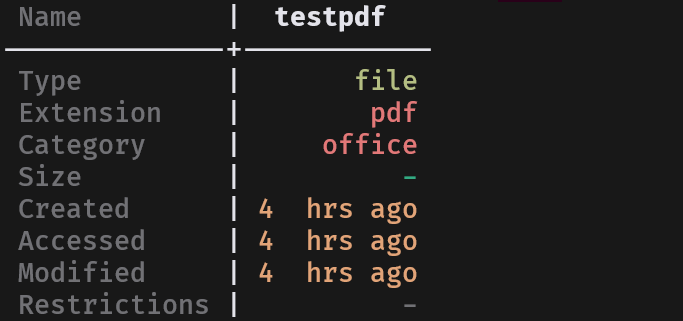 Name | testpdf
-----+-----
Type | file
Extension | pdf
Category | office
Size | -
Created | 4 hrs ago
Accessed | 4 hrs ago
Modified | 4 hrs ago
Restrictions | -